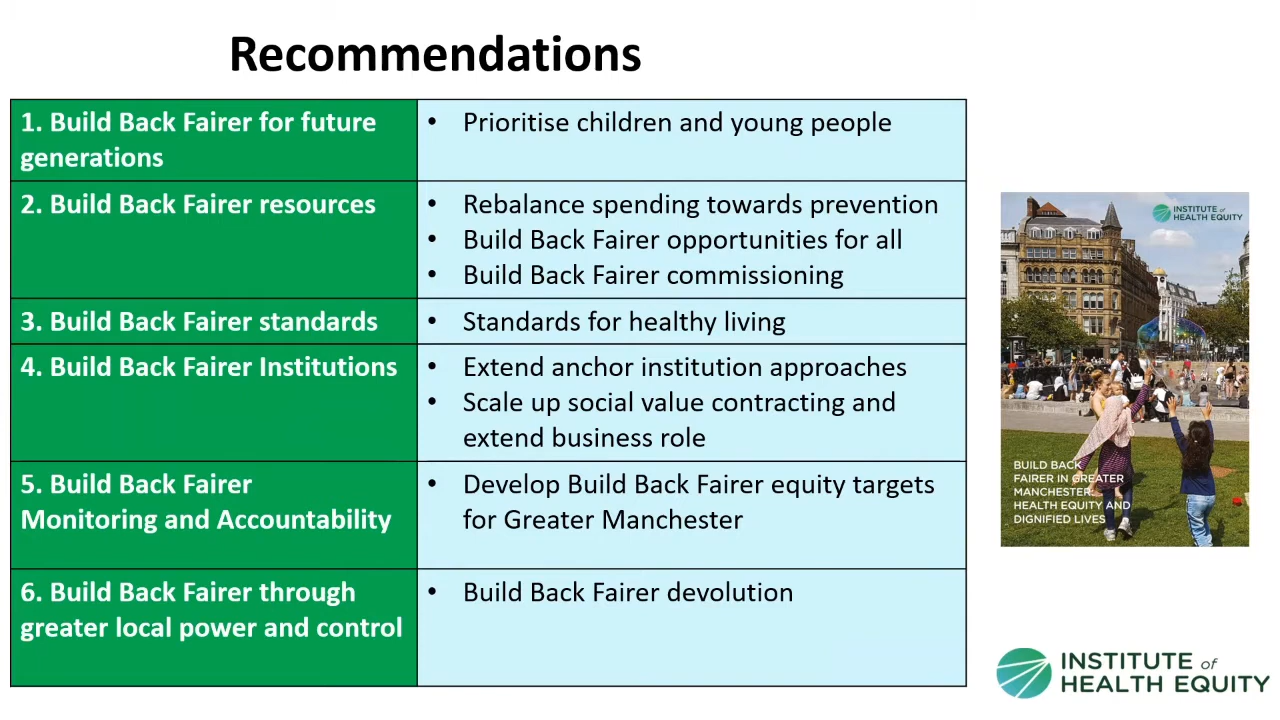 Recommendations
1. Build Back Fairer for future
generations
• Prioritise children and young people
2. Build Back Fairer resources
• Rebalance spending towards prevention
• Build Back Fairer opportunities for all
• Build Back Fairer commissioning
3. Build Back Fairer standards
• Standards for healthy living
4. Build Back Fairer Institutions
• Extend anchor institution approaches
• Scale up social value contracting and
extend business role
5. Build Back Fairer
Monitoring and Accountability
• Develop Build Back Fairer equity targets
for Greater Manchester
6. Build Back Fairer through
greater local power and control
• Build Back Fairer devolution
INSTITUTE of
HEALTH EQUITY
BUILD BACK
FAIRER IN GREATER
MANCHESTER:
HEALTH EQUITY AND
DIGNIFIED LIVES
INSTITUTE of
HEALTH EQUITY